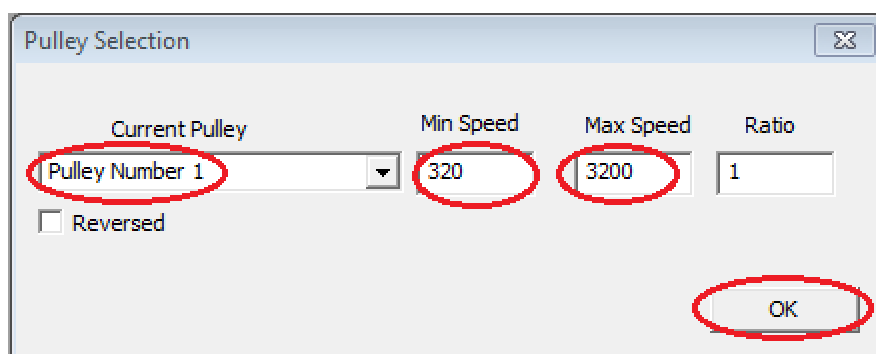 Pulley Selection
Current Pulley Min Speed Max Speed Ratio
Pulley Number 1 320 3200 1
Reversed
OK